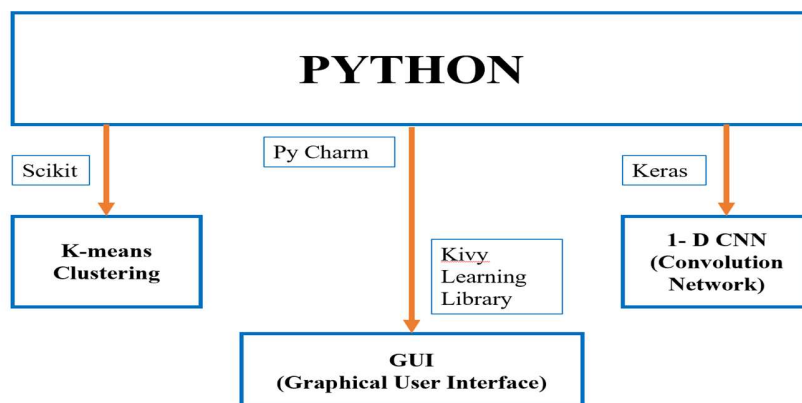 PYTHON
Scikit
Py Charm
Keras
K-means
Clustering
Kivy
Learning
Library
1- D CNN
(Convolution
Network)
GUI
(Graphical User Interface)